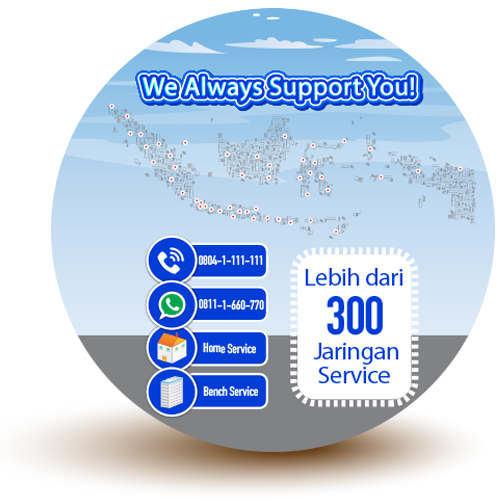 We Always Support You!
0804-1-111-111
0811-1-660-770
Home Service
Bench Service
Lebih dari
300
Jaringan
Service